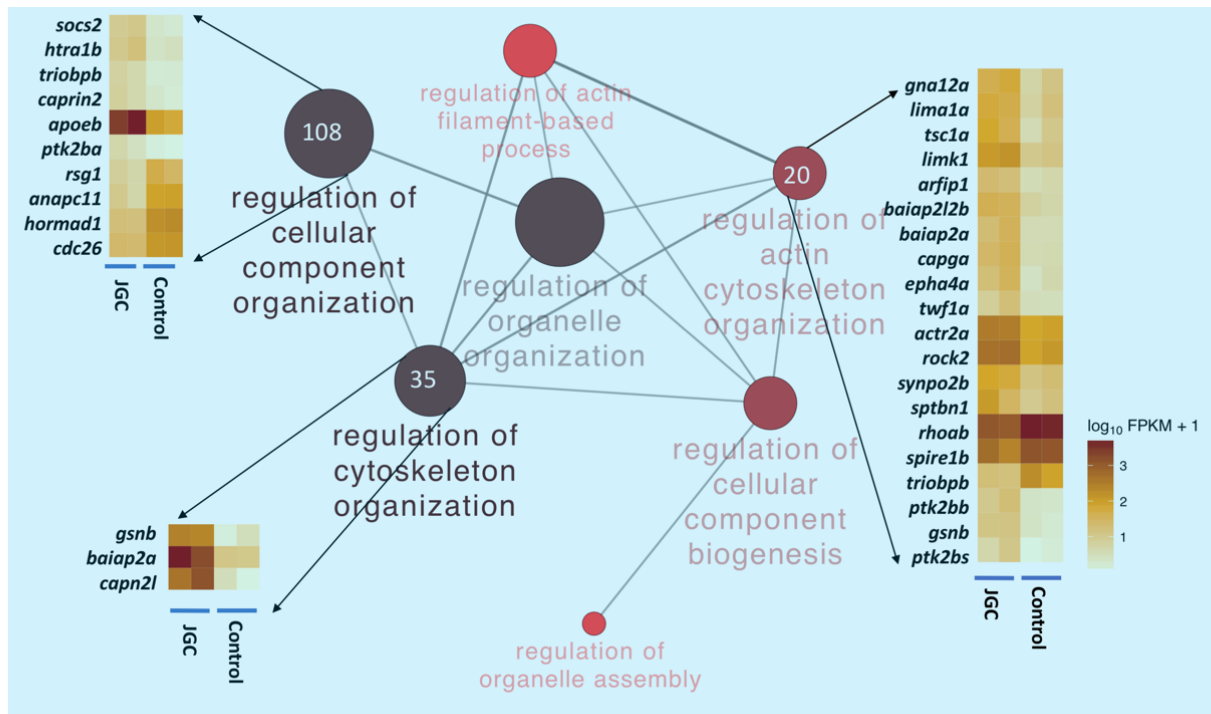 socs2
htra1b
triobpb
caprin2
apoeb
ptk2ba
rsg1
anapc11
hormad1
cdc26
JGC
Control
108
regulation of
cellular
component
organization
regulation of actin
filament-based
process
regulation of
organelle
organization
20
regulation of
actin
cytoskeleton
organization
35
regulation of
cytoskeleton
organization
regulation of
cellular
component
biogenesis
regulation of
organelle assembly
gsnb
baiap2a
capn2l
JGC
Control
gna12a
lima1a
tsc1a
limk1
arfip1
baiap2l2b
baiap2a
capga
epha4a
twf1a
actr2a
rock2
synpo2b
sptbn1
rhoab
spire1b
triobpb
ptk2bb
gsnb
ptk2bs
JGC
Control
log10 FPKM + 1
3
2
1